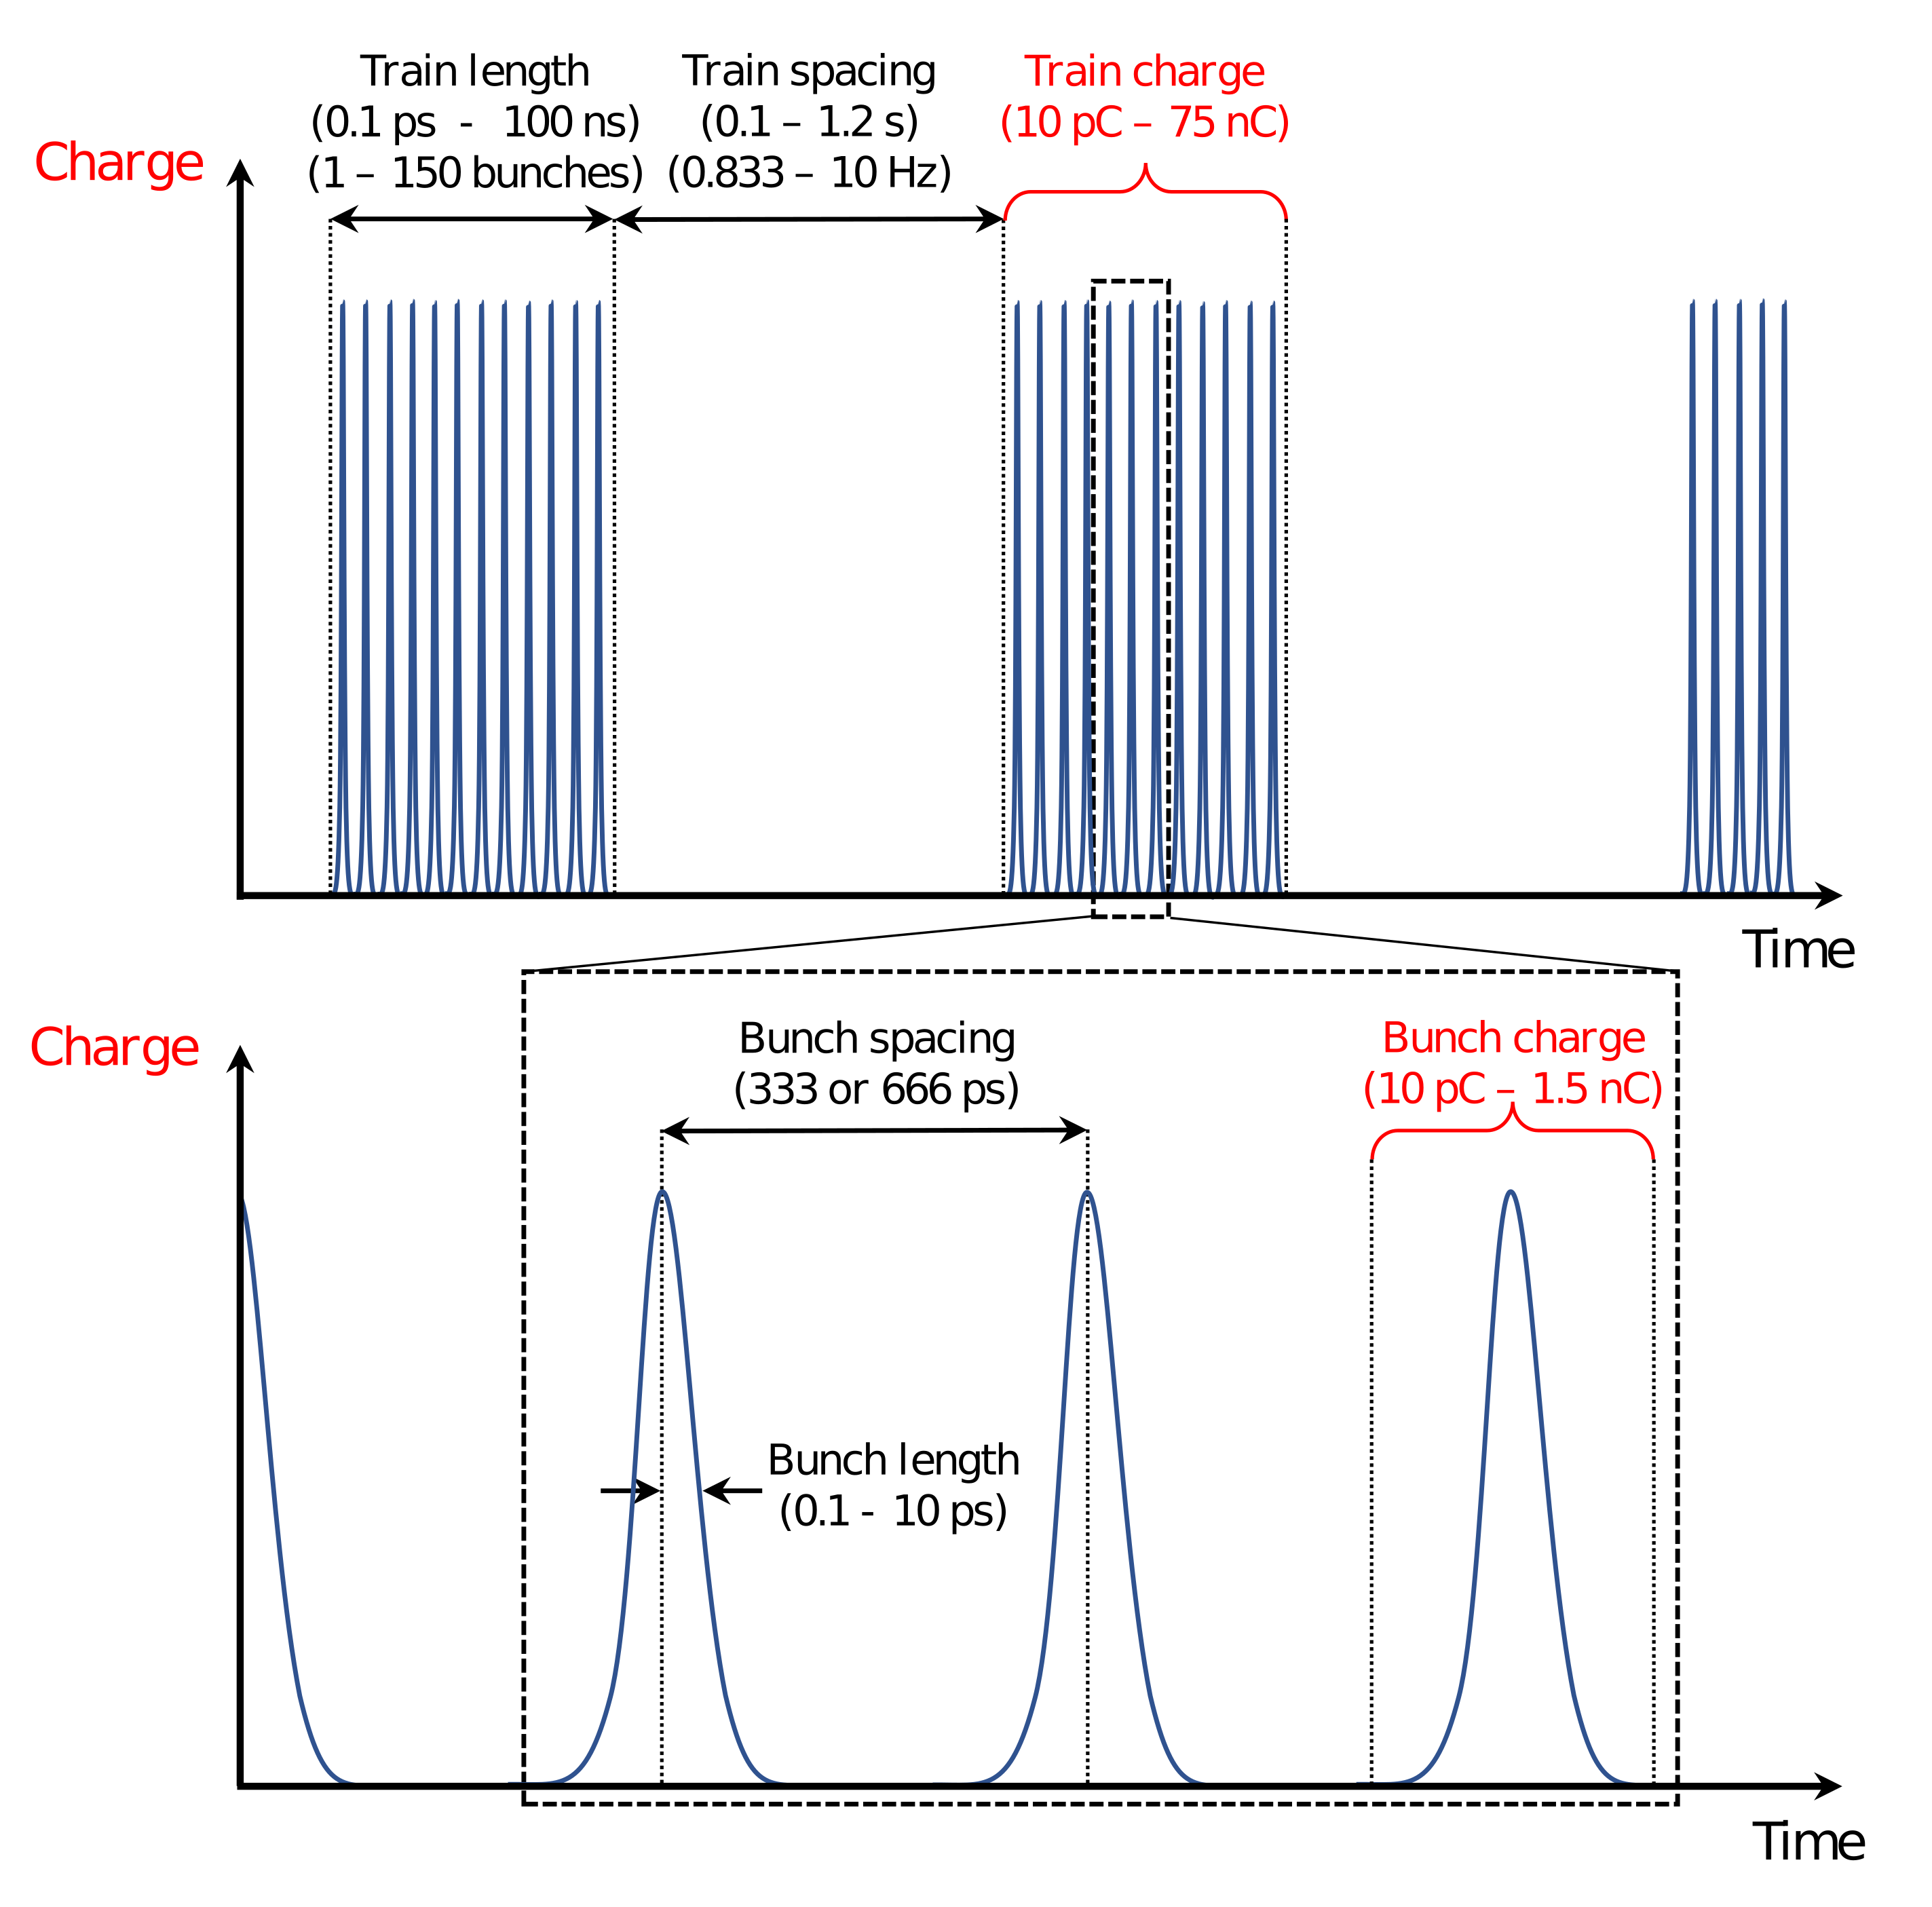 Train length
(0.1 ps - 100 ns)
(1 – 150 bunches)
Train spacing
(0.1 – 1.2 s)
(0.833 – 10 Hz)
Train charge
(10 pC – 75 nC)
Charge
Time
Charge
Bunch spacing
(333 or 666 ps)
Bunch charge
(10 pC – 1.5 nC)
Bunch length
(0.1 - 10 ps)
Time